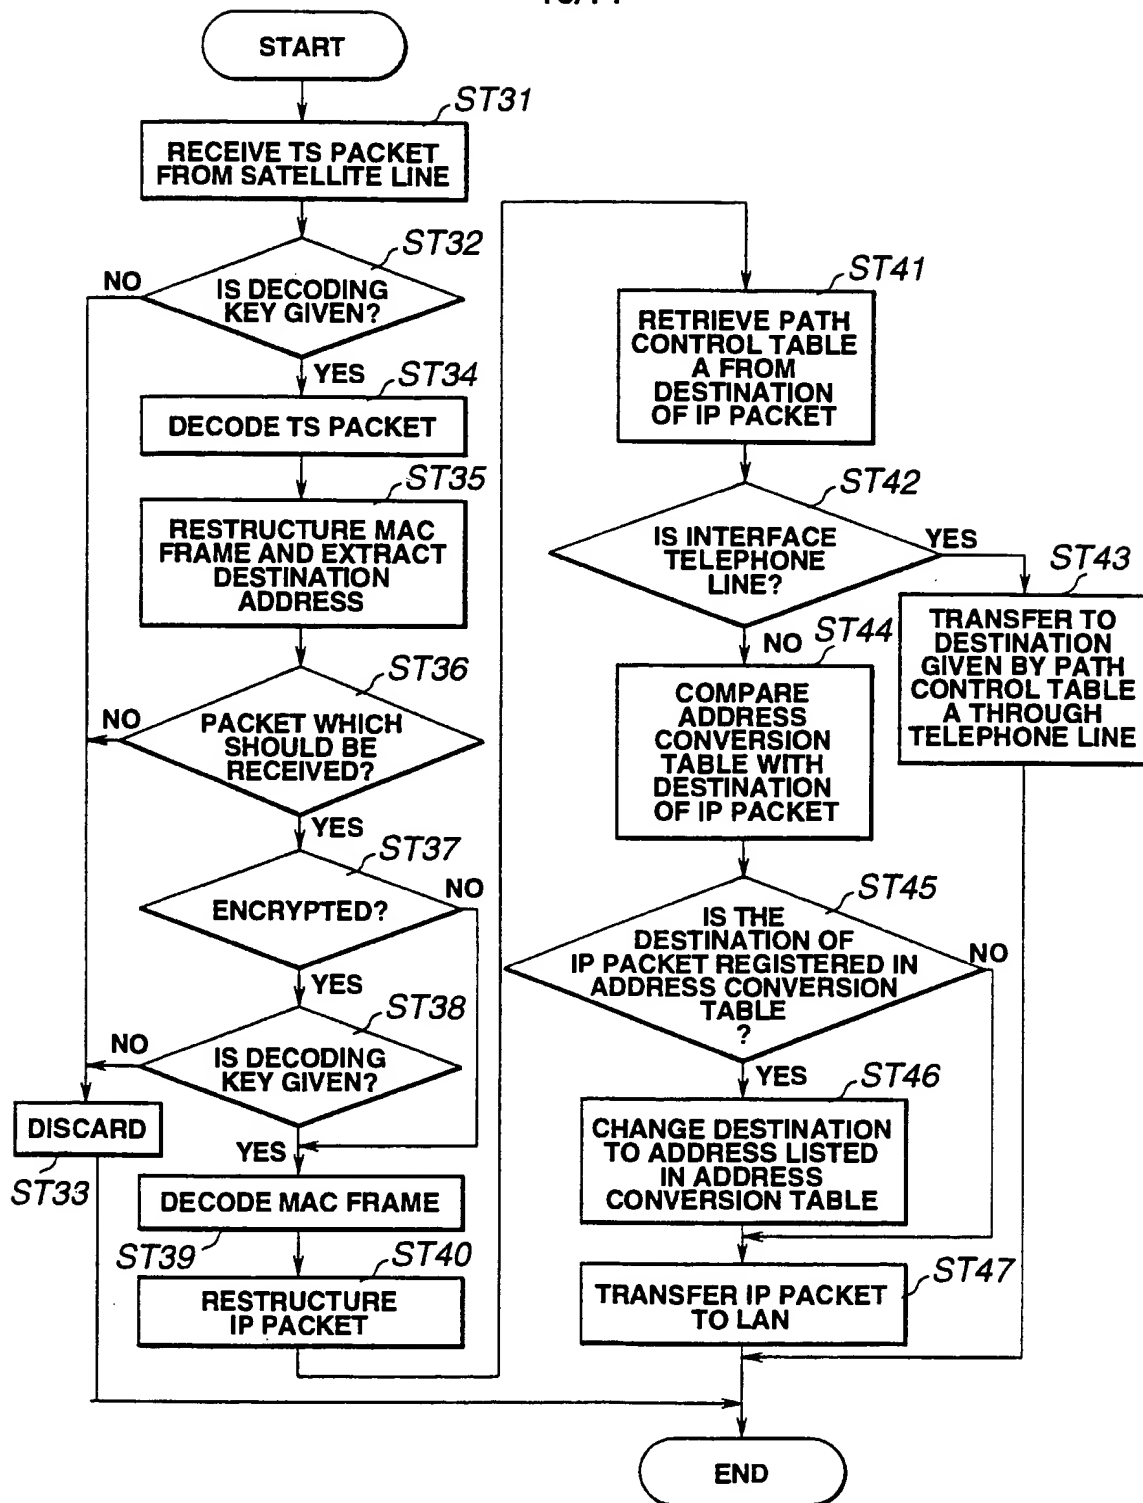 START
ST31
RECEIVE TS PACKET
FROM SATELLITE LINE
ST32
NO
IS DECODING
KEY GIVEN?
YES
ST34
DECODE TS PACKET
ST35
RESTRUCTURE MAC
FRAME AND EXTRACT
DESTINATION
ADDRESS
ST36
NO
PACKET WHICH
SHOULD BE
RECEIVED?
YES
ST37
NO
ENCRYPTED?
YES
ST38
NO
IS DECODING
KEY GIVEN?
DISCARD
ST33
YES
DECODE MAC FRAME
ST39
ST40
RESTRUCTURE
IP PACKET
ST41
RETRIEVE PATH
CONTROL TABLE
A FROM
DESTINATION
OF IP PACKET
ST42
IS INTERFACE
TELEPHONE
LINE?
YES
ST43
TRANSFER TO
DESTINATION
GIVEN BY PATH
CONTROL TABLE
A THROUGH
TELEPHONE LINE
NO
ST44
COMPARE
ADDRESS
CONVERSION
TABLE WITH
DESTINATION
OF IP PACKET
ST45
IS THE
DESTINATION OF
IP PACKET REGISTERED IN
ADDRESS CONVERSION
TABLE
?
NO
YES
ST46
CHANGE DESTINATION
TO ADDRESS LISTED
IN ADDRESS
CONVERSION TABLE
ST47
TRANSFER IP PACKET
TO LAN
END